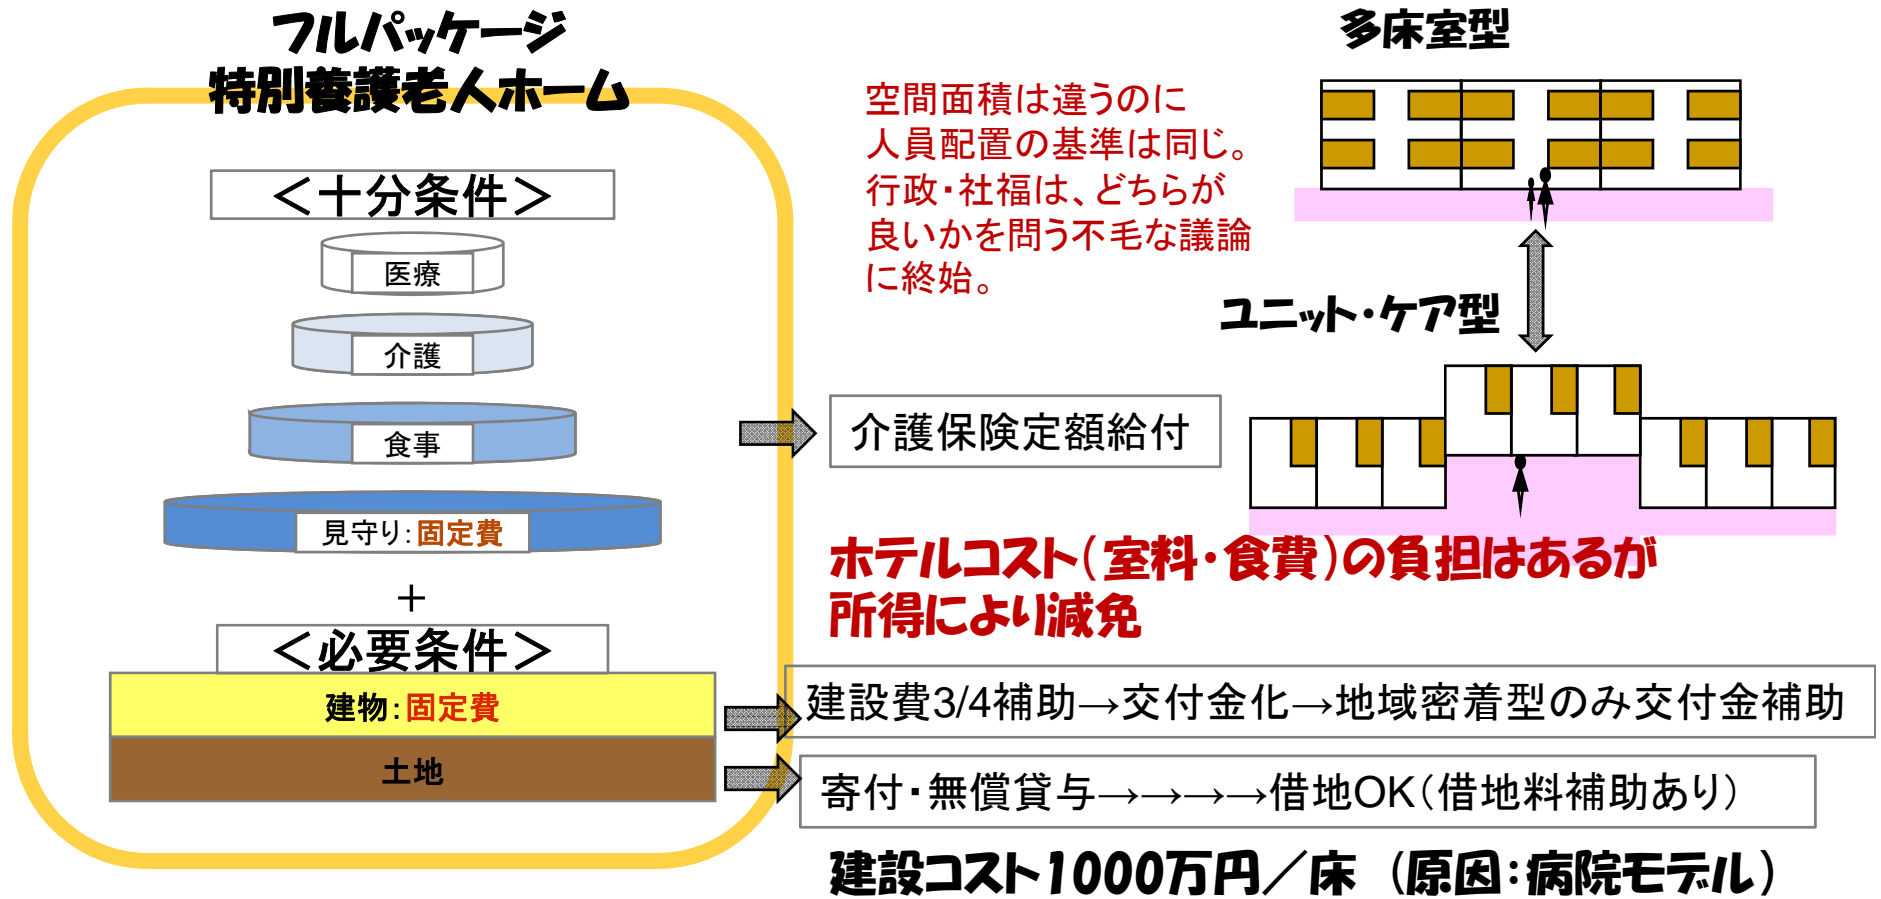 フルパッケージ
特別養護老人ホーム
＜十分条件＞
医療
介護
食事
見守り：固定費
＋
＜必要条件＞
建物：固定費
土地
空間面積は違うのに
人員配置の基準は同じ。
行政・社福は、どちらが
良いかを問う不毛な議論
に終始。
多床室型
ユニット・ケア型
介護保険定額給付
ホテルコスト（室料・食費）の負担はあるが
所得により減免
建設費3/4補助→交付金化→地域密着型のみ交付金補助
寄付・無償貸与→→→→借地OK（借地料補助あり）
建設コスト1000万円／床 （原因：病院モデル）